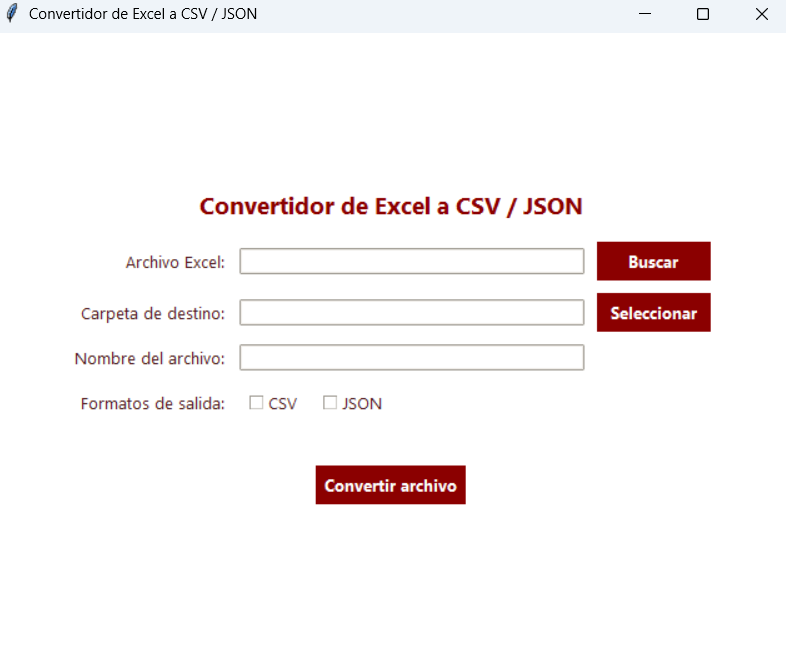 Convertidor de Excel a CSV / JSON
Convertidor de Excel a CSV / JSON
Archivo Excel:
Buscar
Carpeta de destino:
Seleccionar
Nombre del archivo:
Formatos de salida:
CSV
JSON
Convertir archivo